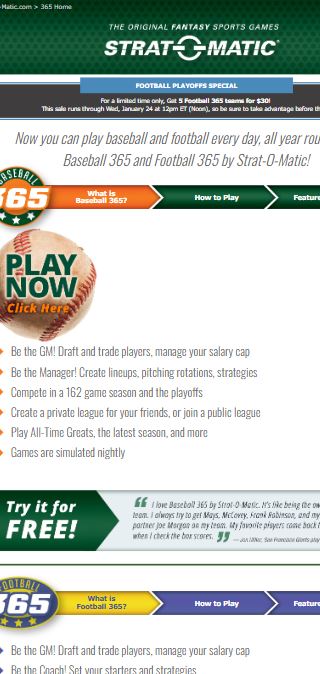 -Matic.com > 365 Home
THE ORIGINAL FANTASY SPORTS GAMES
STRAT-O-MATIC
FOOTBALL PLAYOFFS SPECIAL
For a limited time only, Get 5 Football 365 teams for $30!
This sale runs through Wed, January 24 at 12pm ET (Noon), so be sure to take advantage before th
Now you can play baseball and football every day, all year rou
Baseball 365 and Football 365 by Strat-O-Matic!
BASEBALL
365
What is
Baseball 365?
How to Play
Feature
PLAY
NOW
Click Here
Be the GM! Draft and trade players, manage your salary cap
Be the Manager! Create lineups, pitching rotations, strategies
Compete in a 162 game season and the playoffs
Create a private league for your friends, or join a public league
Play All-Time Greats, the latest season, and more
Games are simulated nightly
Try it for
FREE!
I love Baseball 365 by Strat-O-Matic. It's like being the ow
team. I always try to get Mays, McCovey, Frank Robinson, and my
partner Joe Morgan on my team. My favorite players come back t
when I check the box scores.
— Jon Miller, San Francisco Giants play
FOOTBALL
365
What is
Football 365?
How to Play
Feature
Be the GM! Draft and trade players, manage your salary cap
Be the Coach! Set your starters and strategies